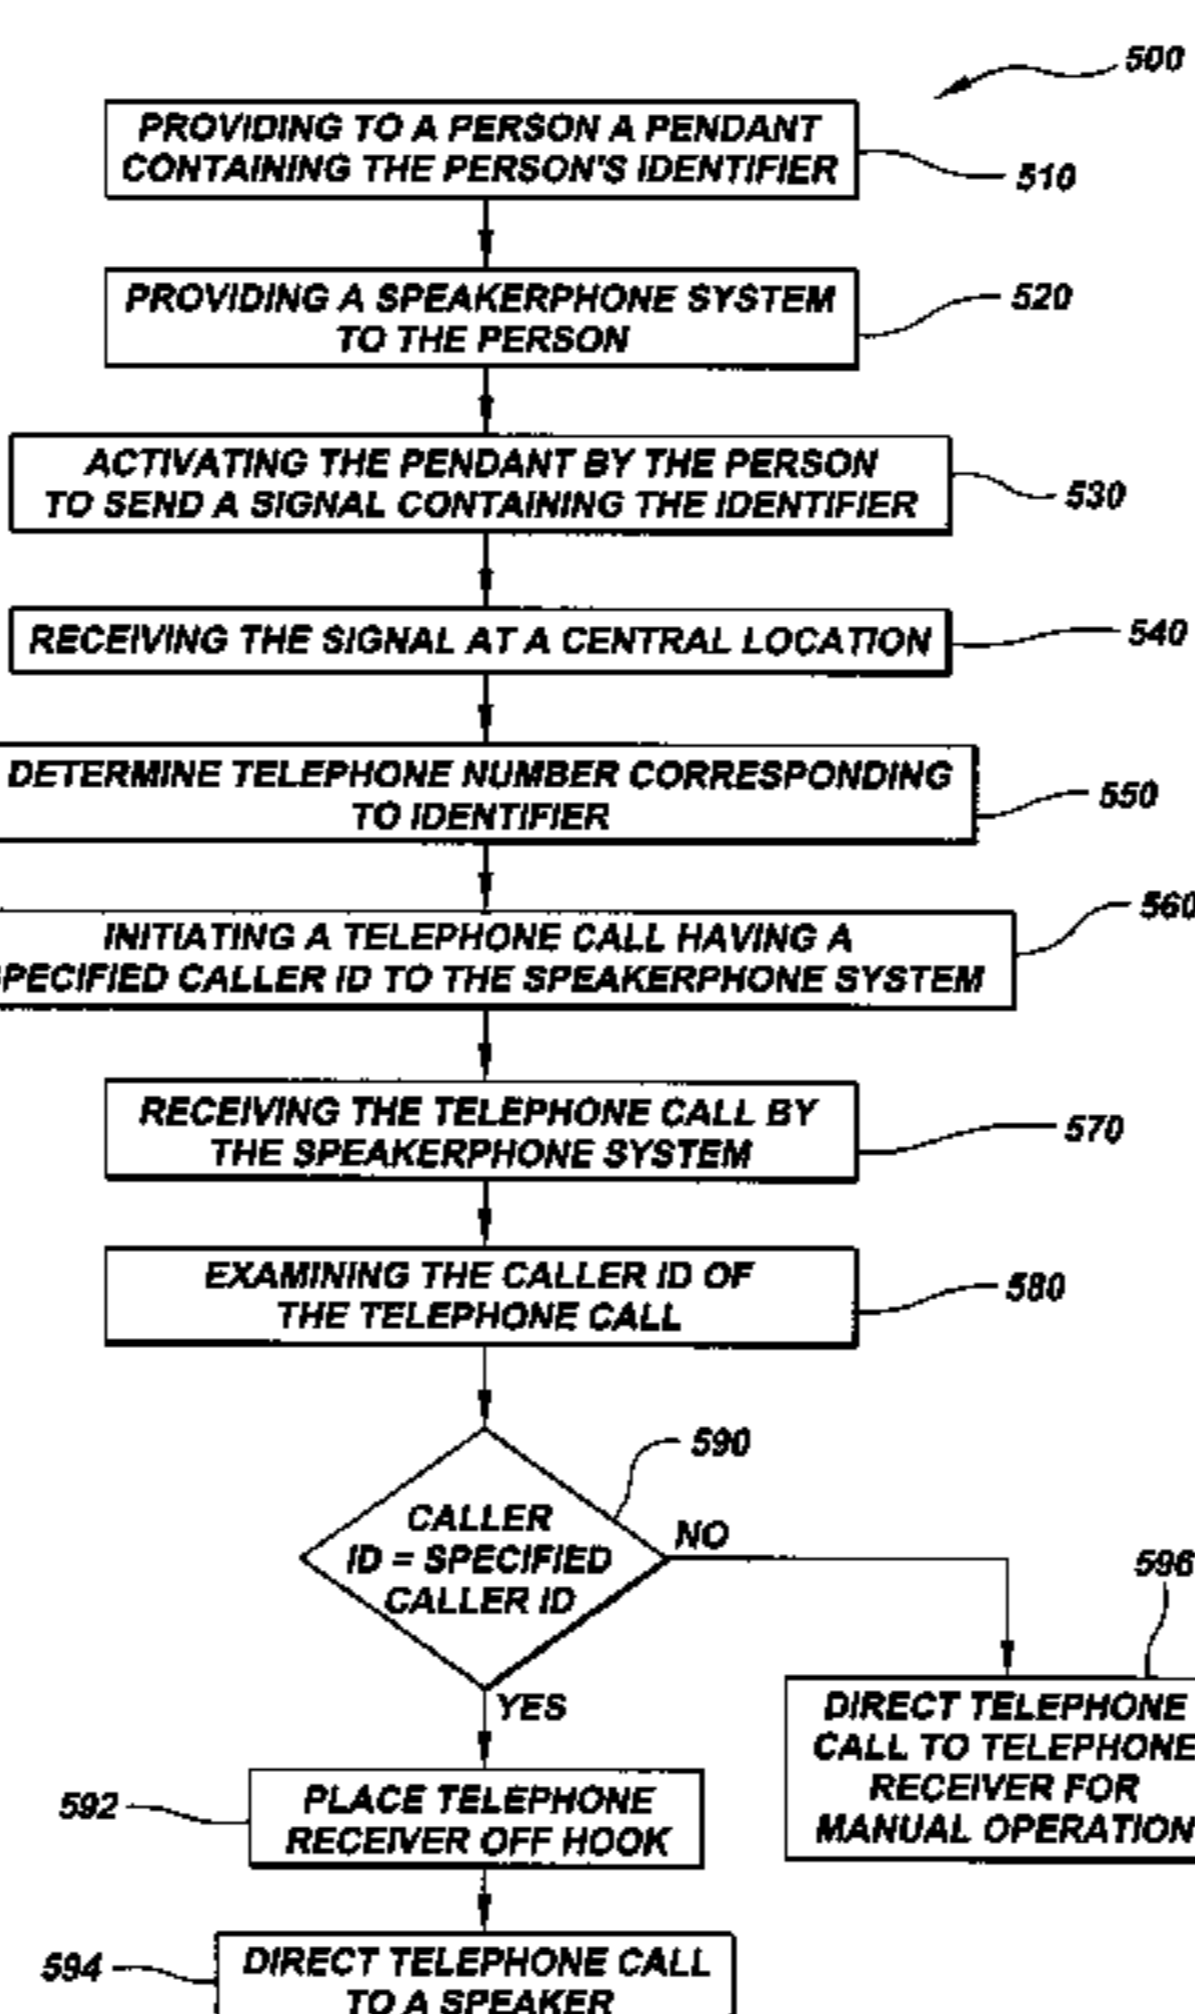 500
PROVIDING TO A PERSON A PENDANT
CONTAINING THE PERSON'S IDENTIFIER
510
PROVIDING A SPEAKERPHONE SYSTEM
TO THE PERSON
520
ACTIVATING THE PENDANT BY THE PERSON
TO SEND A SIGNAL CONTAINING THE IDENTIFIER
530
RECEIVING THE SIGNAL AT A CENTRAL LOCATION
540
DETERMINE TELEPHONE NUMBER CORRESPONDING
TO IDENTIFIER
550
INITIATING A TELEPHONE CALL HAVING A
SPECIFIED CALLER ID TO THE SPEAKERPHONE SYSTEM
560
RECEIVING THE TELEPHONE CALL BY
THE SPEAKERPHONE SYSTEM
570
EXAMINING THE CALLER ID OF
THE TELEPHONE CALL
580
590
CALLER
ID = SPECIFIED
CALLER ID
NO
596
YES
DIRECT TELEPHONE
CALL TO TELEPHONE
RECEIVER FOR
MANUAL OPERATION
592
PLACE TELEPHONE
RECEIVER OFF HOOK
594
DIRECT TELEPHONE CALL
TO A SPEAKER